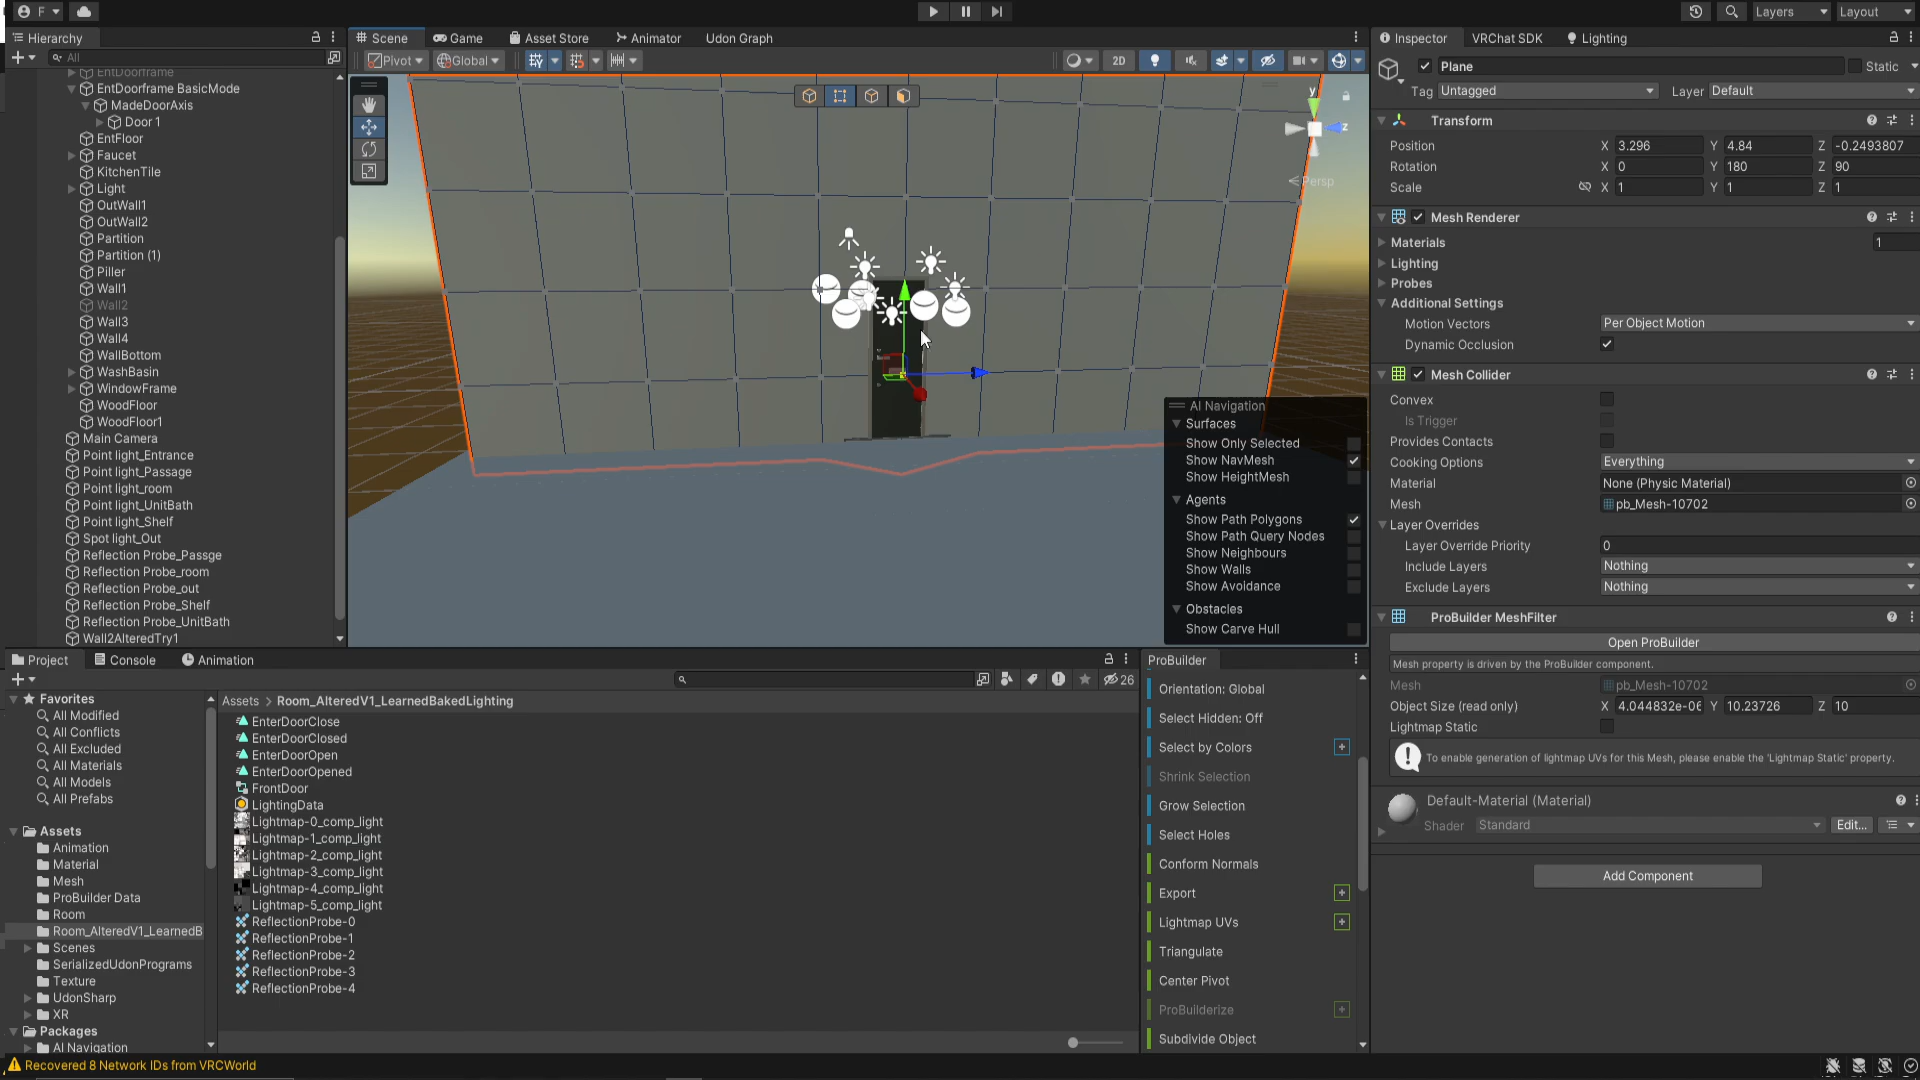 F
Layers
Layout
Hierarchy
All
EntDoorframe
EntDoorframe BasicMode
MadeDoorAxis
Door 1
EntFloor
Faucet
KitchenTile
Light
OutWall1
OutWall2
Partition
Partition (1)
Piller
Wall1
Wall2
Wall3
Wall4
WallBottom
WashBasin
WindowFrame
WoodFloor
WoodFloor1
Main Camera
Point light_Entrance
Point light_Passage
Point light_room
Point light_UnitBath
Point light_Shelf
Spot light_Out
Reflection Probe_Passge
Reflection Probe_room
Reflection Probe_out
Reflection Probe_Shelf
Reflection Probe_UnitBath
Wall2AlteredTry1
Scene
Game
Asset Store
Animator
Udon Graph
Pivot
Global
2D
y
z
Persp
AI Navigation
Surfaces
Show Only Selected
Show NavMesh
Show HeightMesh
Agents
Show Path Polygons
Show Path Query Nodes
Show Neighbours
Show Walls
Show Avoidance
Obstacles
Show Carve Hull
Inspector
VRChat SDK
Lighting
Plane
Static
Tag Untagged
Layer Default
Transform
Position X 3.296 Y 4.84 Z -0.2493807
Rotation X 0 Y 180 Z 90
Scale X 1 Y 1 Z 1
Mesh Renderer
Materials 1
Lighting
Probes
Additional Settings
Motion Vectors Per Object Motion
Dynamic Occlusion
Mesh Collider
Convex
Is Trigger
Provides Contacts
Cooking Options Everything
Material None (Physic Material)
Mesh pb_Mesh-10702
Layer Overrides
Layer Override Priority 0
Include Layers Nothing
Exclude Layers Nothing
ProBuilder MeshFilter
Open ProBuilder
Mesh property is driven by the ProBuilder component.
Mesh pb_Mesh-10702
Object Size (read only) X 4.044832e-06 Y 10.23726 Z 10
Lightmap Static
To enable generation of lightmap UVs for this Mesh, please enable the 'Lightmap Static' property.
Default-Material (Material)
Shader Standard
Edit...
Add Component
Project
Console
Animation
26
Favorites
All Modified
All Conflicts
All Excluded
All Materials
All Models
All Prefabs
Assets
Animation
Material
Mesh
ProBuilder Data
Room
Room_AlteredV1_LearnedB
Scenes
SerializedUdonPrograms
Texture
UdonSharp
XR
Packages
AI Navigation
Assets > Room_AlteredV1_LearnedBakedLighting
EnterDoorClose
EnterDoorClosed
EnterDoorOpen
EnterDoorOpened
FrontDoor
LightingData
Lightmap-0_comp_light
Lightmap-1_comp_light
Lightmap-2_comp_light
Lightmap-3_comp_light
Lightmap-4_comp_light
Lightmap-5_comp_light
ReflectionProbe-0
ReflectionProbe-1
ReflectionProbe-2
ReflectionProbe-3
ReflectionProbe-4
ProBuilder
Orientation: Global
Select Hidden: Off
Select by Colors
Shrink Selection
Grow Selection
Select Holes
Conform Normals
Export
Lightmap UVs
Triangulate
Center Pivot
ProBuilderize
Subdivide Object
Recovered 8 Network IDs from VRCWorld